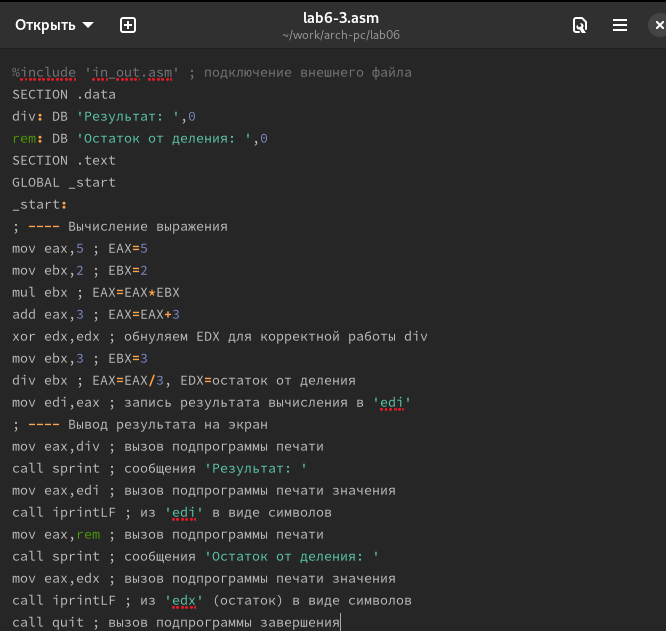 Открыть
lab6-3.asm
~/work/arch-pc/lab06
%include 'in_out.asm' ; подключение внешнего файла
SECTION .data
div: DB 'Результат: ',0
rem: DB 'Остаток от деления: ',0
SECTION .text
GLOBAL _start
_start:
; ---- Вычисление выражения
mov eax,5 ; EAX=5
mov ebx,2 ; EBX=2
mul ebx ; EAX=EAX*EBX
add eax,3 ; EAX=EAX+3
xor edx,edx ; обнуляем EDX для корректной работы div
mov ebx,3 ; EBX=3
div ebx ; EAX=EAX/3, EDX=остаток от деления
mov edi,eax ; запись результата вычисления в 'edi'
; ---- Вывод результата на экран
mov eax,div ; вызов подпрограммы печати
call sprint ; сообщения 'Результат: '
mov eax,edi ; вызов подпрограммы печати значения
call iprintLF ; из 'edi' в виде символов
mov eax,rem ; вызов подпрограммы печати
call sprint ; сообщения 'Остаток от деления: '
mov eax,edx ; вызов подпрограммы печати значения
call iprintLF ; из 'edx' (остаток) в виде символов
call quit ; вызов подпрограммы завершения